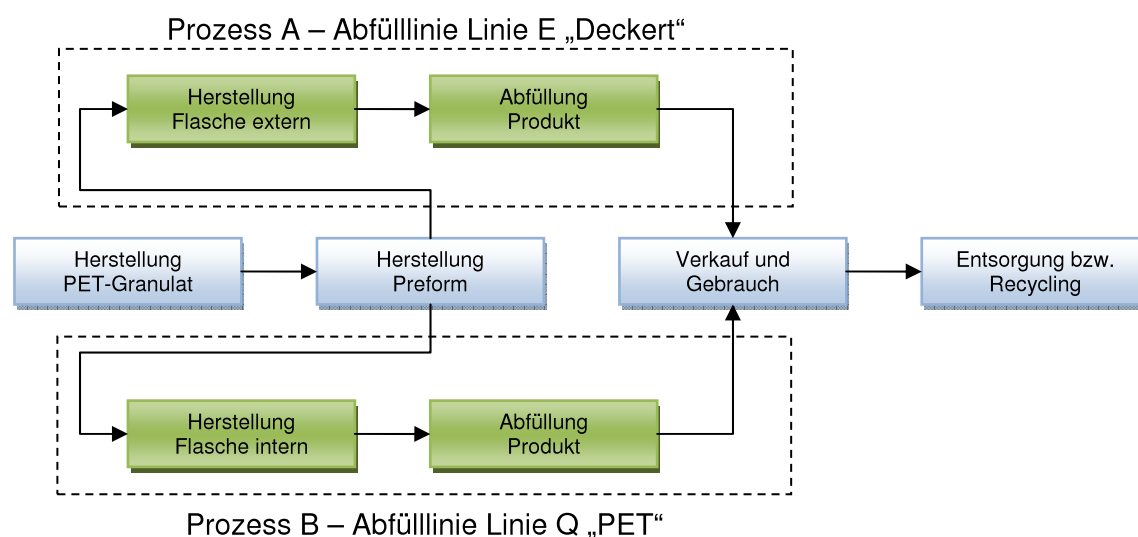 Prozess A – Abfülllinie Linie E „Deckert“
Herstellung
Flasche extern
Abfüllung
Produkt
Herstellung
PET-Granulat
Herstellung
Preform
Verkauf und
Gebrauch
Entsorgung bzw.
Recycling
Herstellung
Flasche intern
Abfüllung
Produkt
Prozess B – Abfülllinie Linie Q „PET“